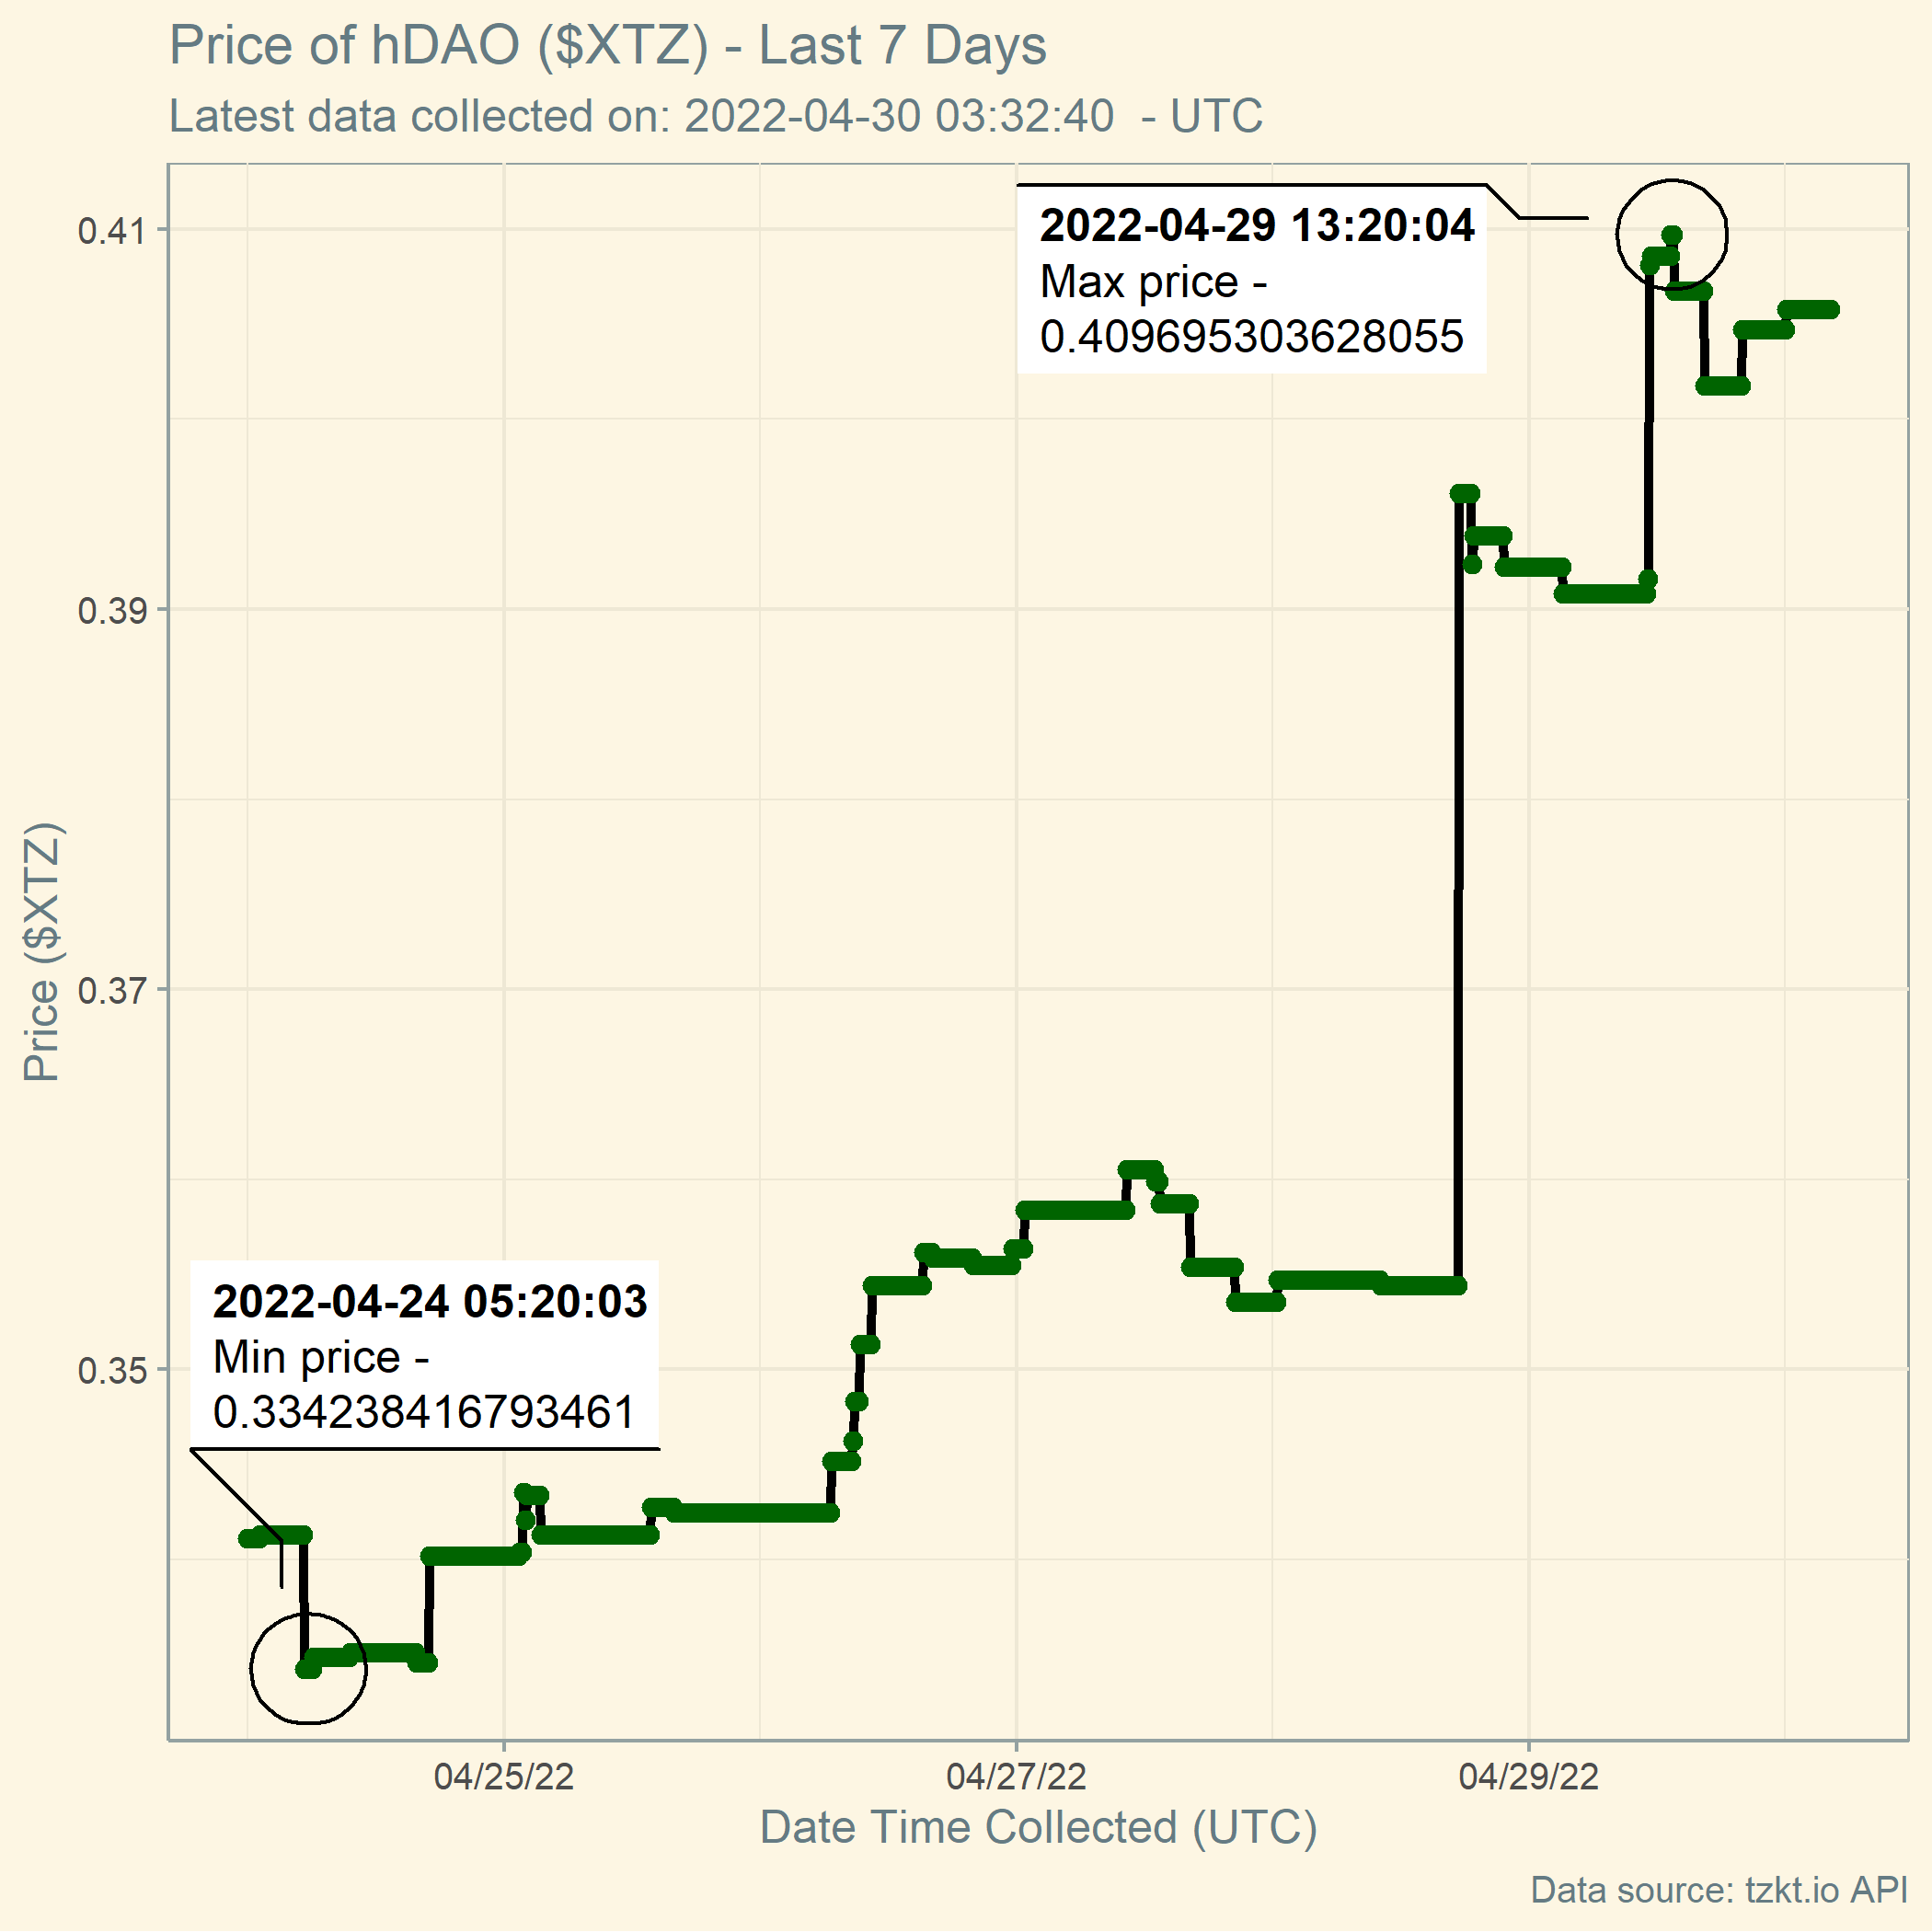 Price of hDAO ($XTZ) - Last 7 Days
Latest data collected on: 2022-04-30 03:32:40  - UTC
2022-04-29 13:20:04
Max price -
0.409695303628055
0.41
0.39
0.37
0.35
Price ($XTZ)
2022-04-24 05:20:03
Min price -
0.334238416793461
04/25/22
04/27/22
04/29/22
Date Time Collected (UTC)
Data source: tzkt.io API